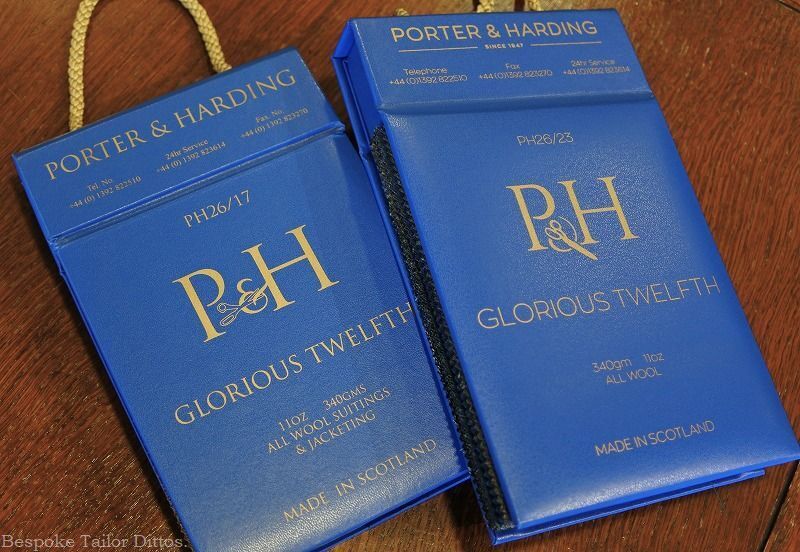 PORTER & HARDING
Tel. No.
+44 (0) 1392 822510
24hr Service
+44 (0) 1392 823614
Fax. No.
+44 (0) 1392 823270
PH26/17
P&H
GLORIOUS TWELFTH
11OZ 340GMS
ALL WOOL SUITINGS
& JACKETING
MADE IN SCOTLAND
PORTER & HARDING
SINCE 1947
Telephone
+44 (0)1392 822510
Fax
+44 (0)1392 823270
24hr Service
+44 (0)1392 823614
PH26/23
P&H
GLORIOUS TWELFTH
340gm 11oz
ALL WOOL
MADE IN SCOTLAND
Bespoke Tailor Dittos.